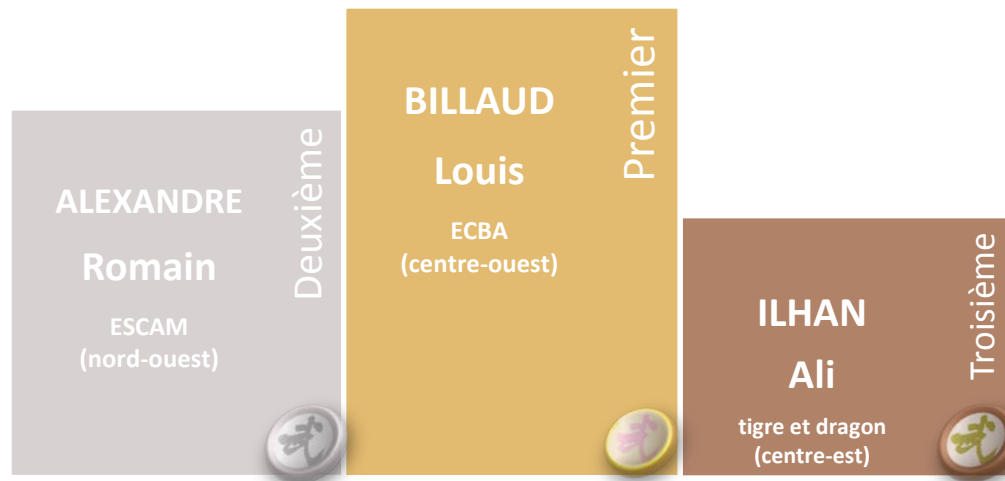 Deuxième
ALEXANDRE
Romain
ESCAM
(nord-ouest)
Premier
BILLAUD
Louis
ECBA
(centre-ouest)
Troisième
ILHAN
Ali
tigre et dragon
(centre-est)